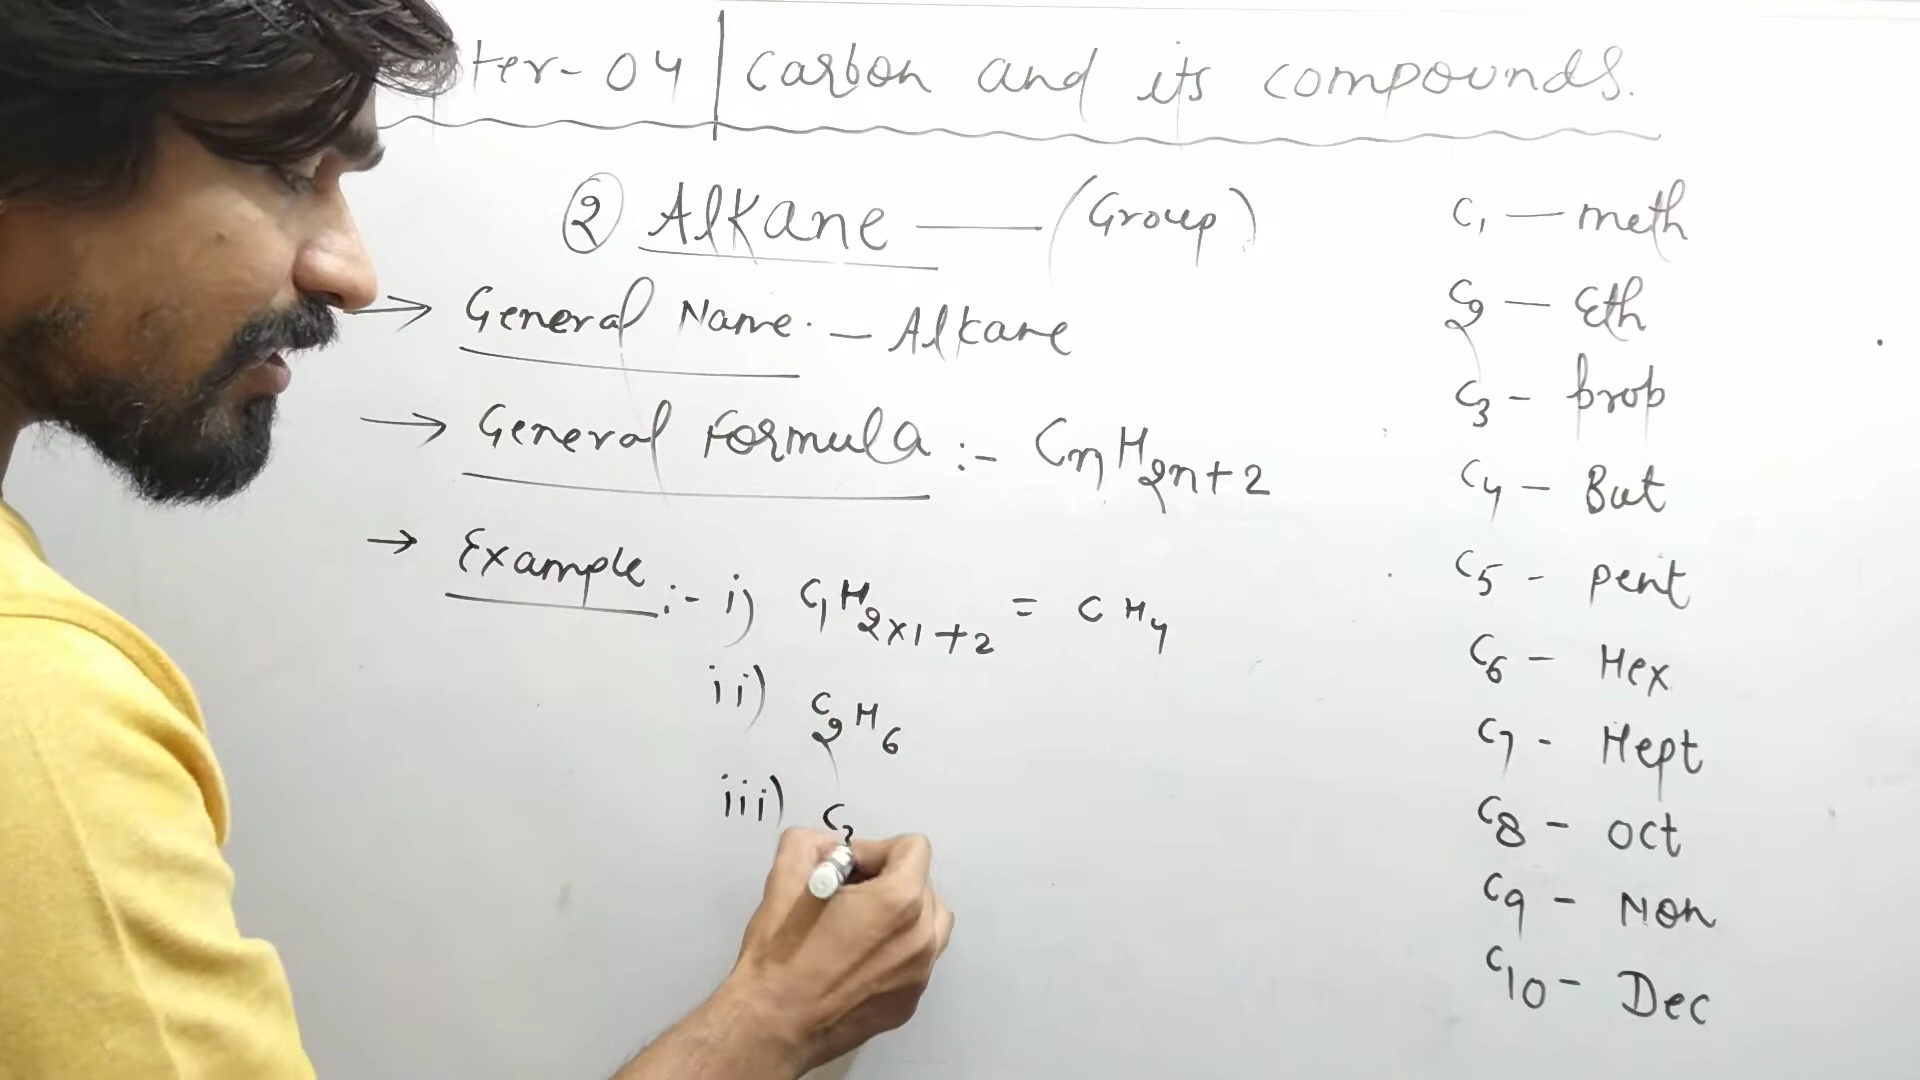 ter-04 | Carbon and its compounds.
② Alkane — (Group)
→ General Name. - Alkane
→ General Formula :- CnH2n+2
→ Example :- i) C1H2x1+2 = CH4
ii) C2H6
iii) C3
C1 — meth
C2 — Eth
C3 - prop
C4 - But
C5 - pent
C6 - Hex
C7 - Hept
C8 - oct
C9 - Non
C10 - Dec